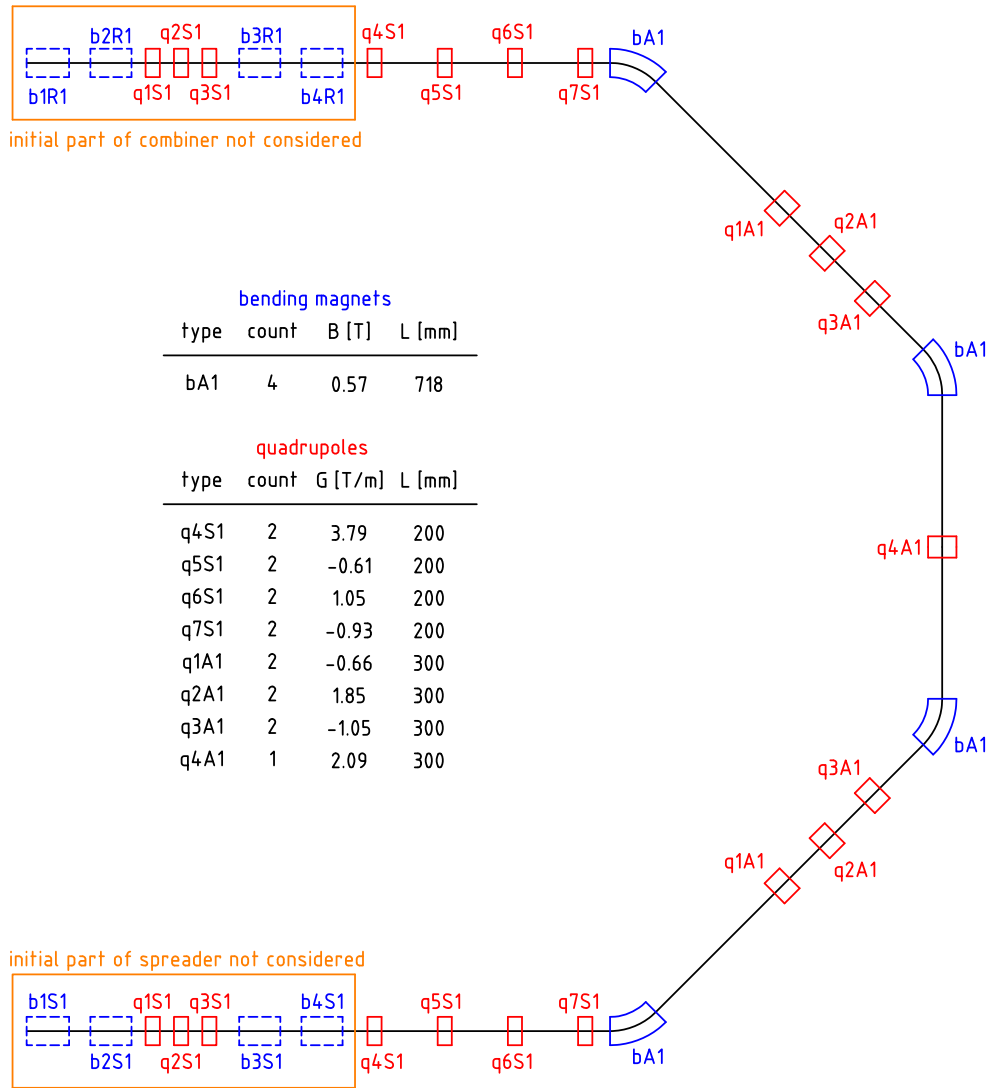 b2R1 q2S1 b3R1 q4S1 q6S1 bA1
b1R1 q1S1 q3S1 b4R1 q5S1 q7S1
initial part of combiner not considered
q1A1 q2A1
q3A1
bA1
bending magnets
type count B [T] L [mm]
bA1 4 0.57 718
quadrupoles
type count G [T/m] L [mm]
q4S1 2 3.79 200
q5S1 2 -0.61 200
q6S1 2 1.05 200
q7S1 2 -0.93 200
q1A1 2 -0.66 300
q2A1 2 1.85 300
q3A1 2 -1.05 300
q4A1 1 2.09 300
q4A1
bA1
q3A1
q1A1 q2A1
initial part of spreader not considered
b1S1 q1S1 q3S1 b4S1 q5S1 q7S1
b2S1 q2S1 b3S1 q4S1 q6S1 bA1